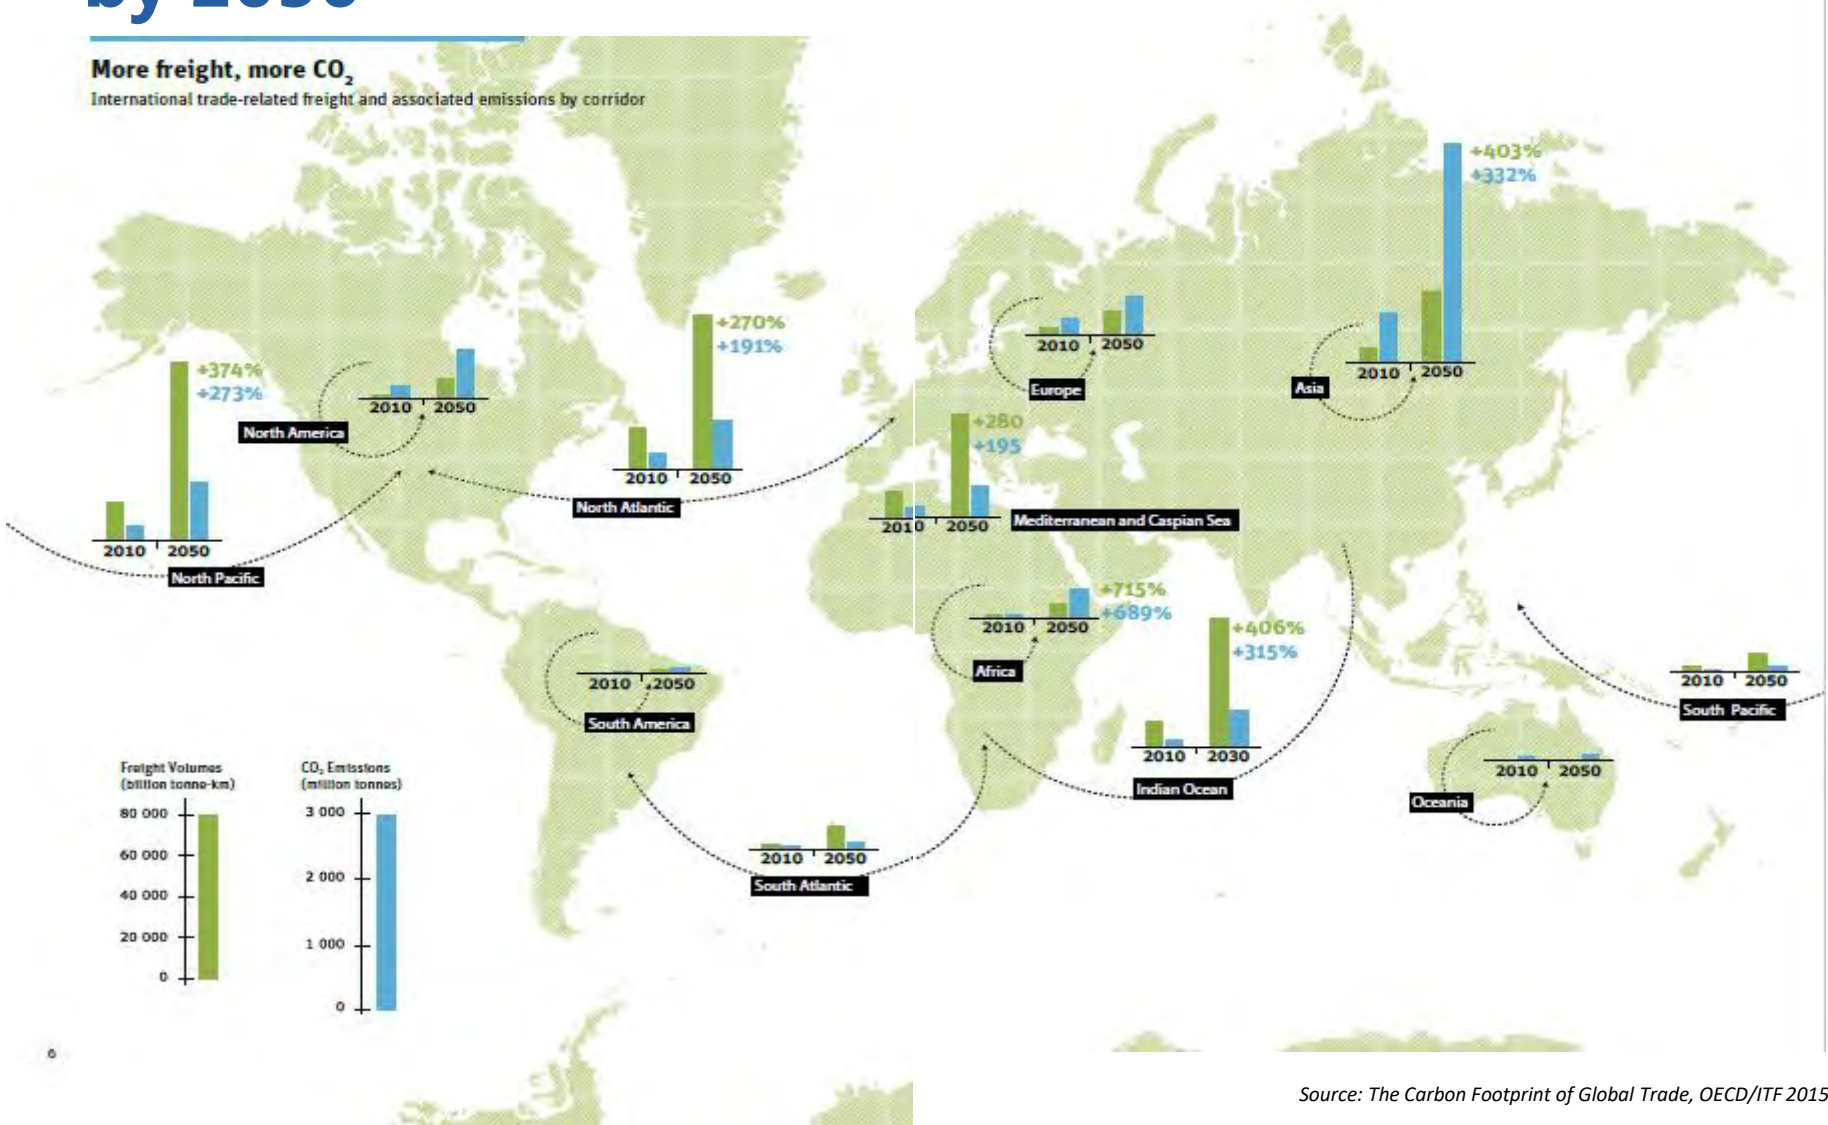 by 2050
More freight, more CO₂
International trade-related freight and associated emissions by corridor
+403%
+332%
2010 2050
Asia
2010 2050
Europe
+270%
+191%
2010 2050
North Atlantic
+374%
+273%
2010 2050
North Pacific
2010 2050
North America
+280
+195
2010 2050
Mediterranean and Caspian Sea
+715%
+689%
2010 2050
Africa
+406%
+315%
2010 2030
Indian Ocean
2010 2050
South America
2010 2050
South Pacific
2010 2050
Oceania
2010 2050
South Atlantic
Freight Volumes
(billion tonne-km)
80 000
60 000
40 000
20 000
0
CO₂ Emissions
(million tonnes)
3 000
2 000
1 000
0
6
Source: The Carbon Footprint of Global Trade, OECD/ITF 2015